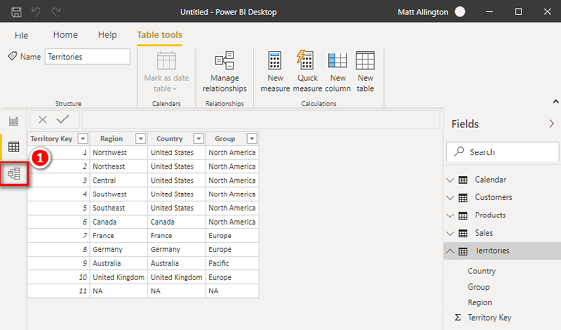 Untitled - Power BI Desktop
Matt Allington
File
Home
Help
Table tools
Name
Territories
Mark as date
table
Manage
relationships
New
measure
Quick
measure
New
column
New
table
Structure
Calendars
Relationships
Calculations
1
Territory Key Region Country Group
1 Northwest United States North America
2 Northeast United States North America
3 Central United States North America
4 Southwest United States North America
5 Southeast United States North America
6 Canada Canada North America
7 France France Europe
8 Germany Germany Europe
9 Australia Australia Pacific
10 United Kingdom United Kingdom Europe
11 NA NA NA
Fields
Search
Calendar
Customers
Products
Sales
Territories
Country
Group
Region
Σ Territory Key